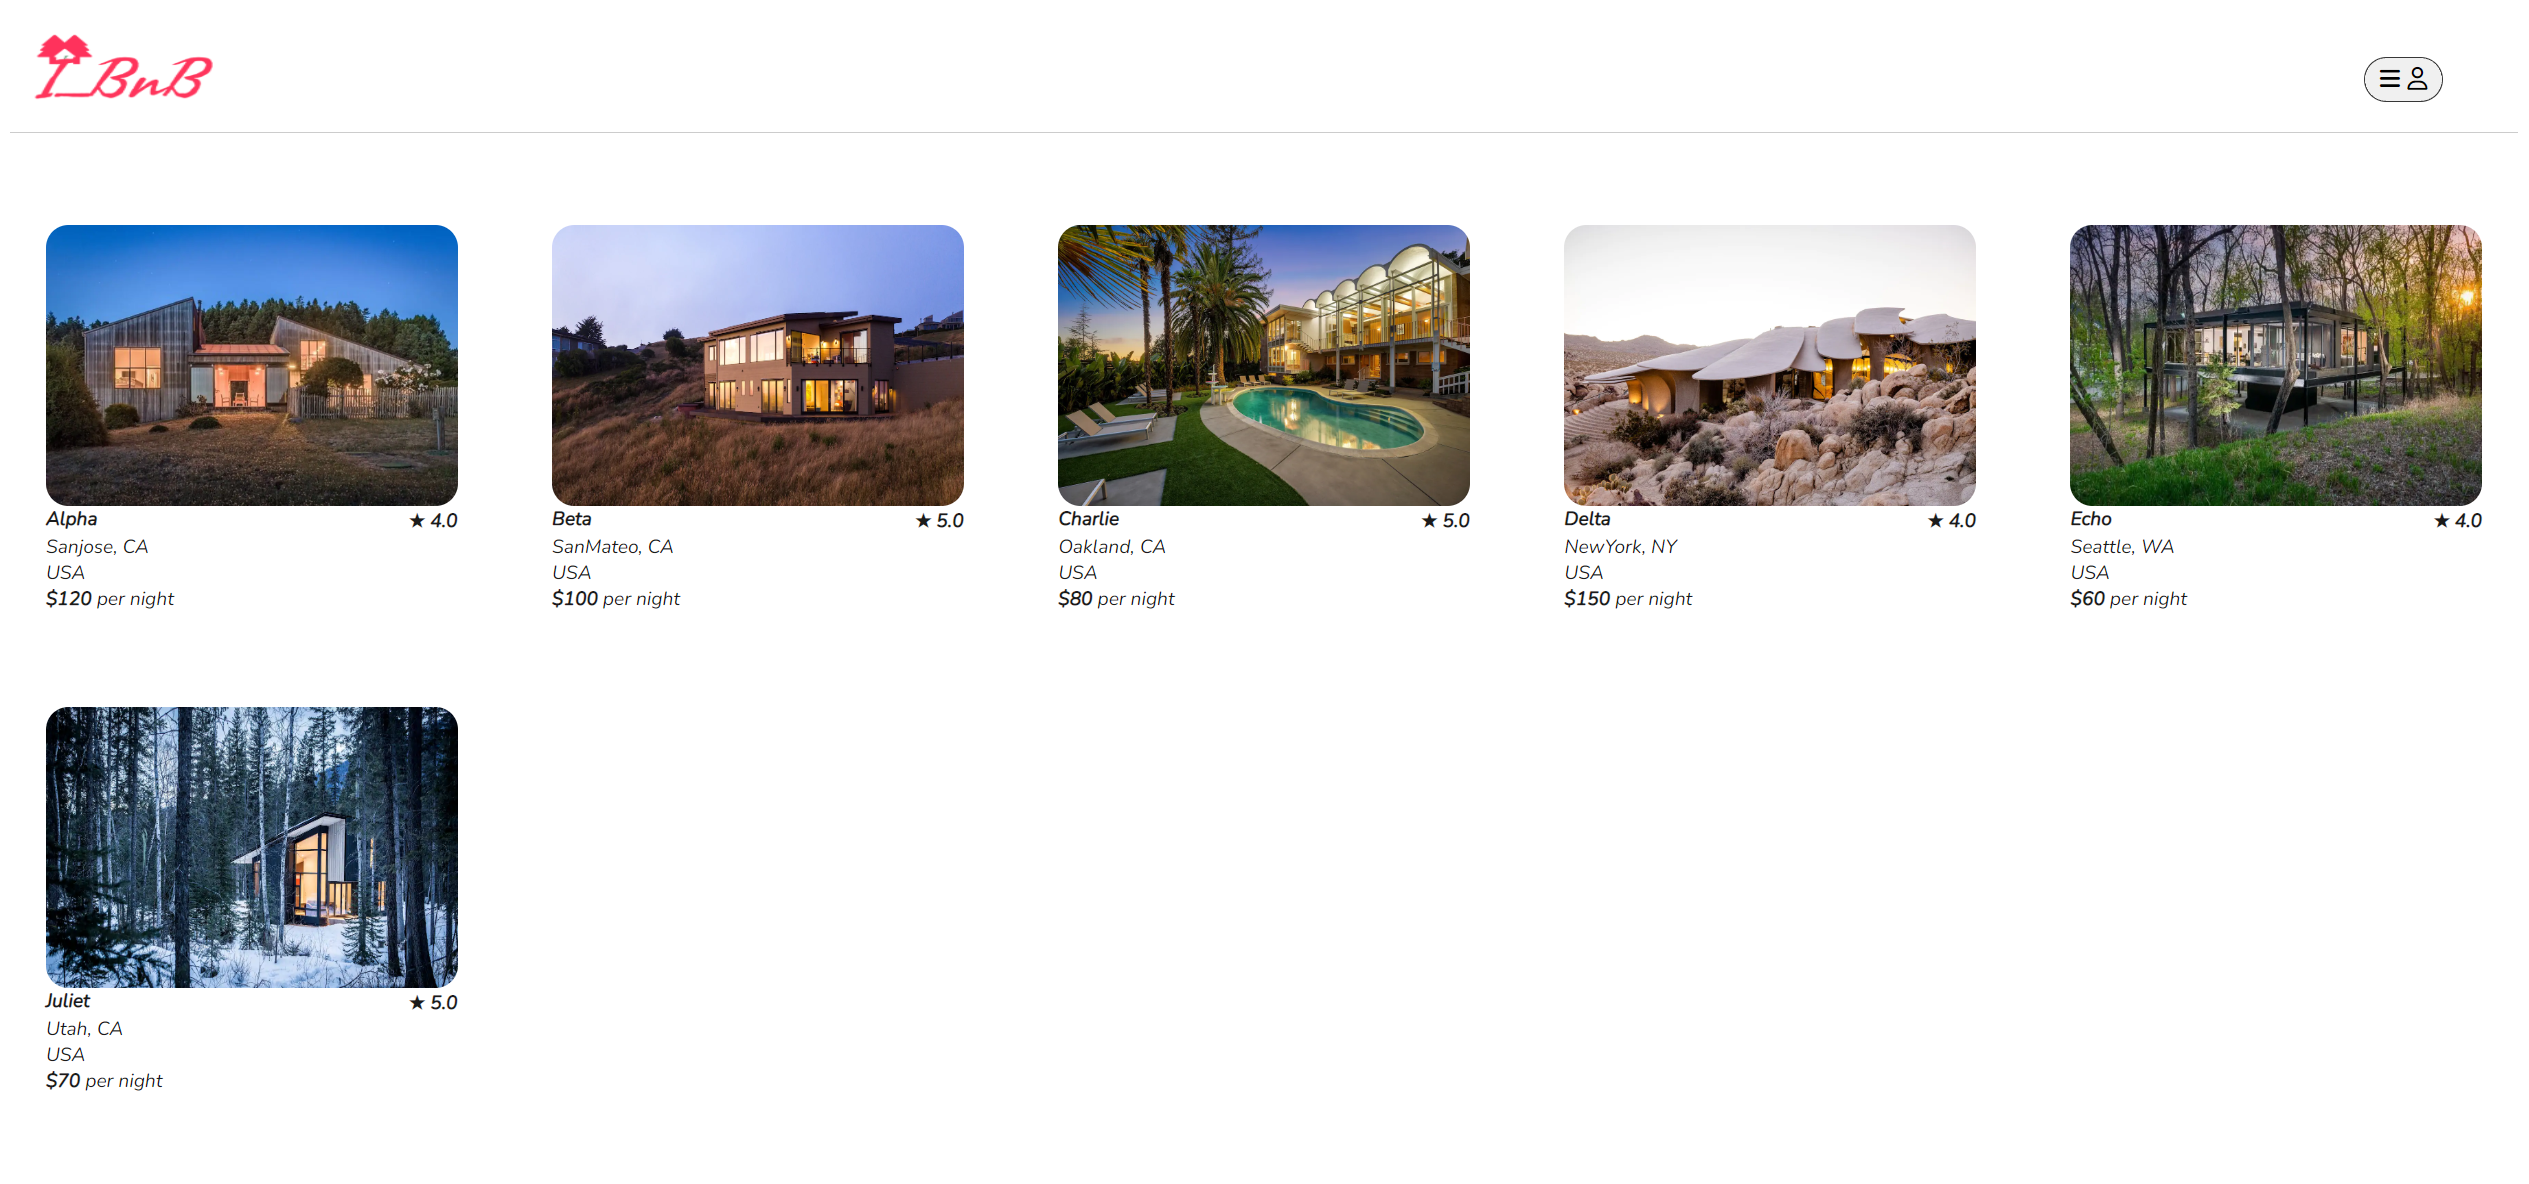 IBnB
Alpha ★ 4.0
Sanjose, CA
USA
$120 per night
Beta ★ 5.0
SanMateo, CA
USA
$100 per night
Charlie ★ 5.0
Oakland, CA
USA
$80 per night
Delta ★ 4.0
NewYork, NY
USA
$150 per night
Echo ★ 4.0
Seattle, WA
USA
$60 per night
Juliet ★ 5.0
Utah, CA
USA
$70 per night